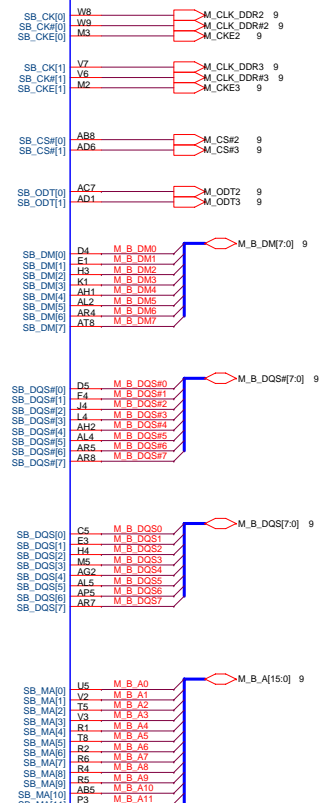 SB_CK[0] W8 M_CLK_DDR2 9
SB_CK#[0] W9 M_CLK_DDR#2 9
SB_CKE[0] M3 M_CKE2 9
SB_CK[1] V7 M_CLK_DDR3 9
SB_CK#[1] V6 M_CLK_DDR#3 9
SB_CKE[1] M2 M_CKE3 9
SB_CS#[0] AB8 M_CS#2 9
SB_CS#[1] AD6 M_CS#3 9
SB_ODT[0] AC7 M_ODT2 9
SB_ODT[1] AD1 M_ODT3 9
M_B_DM[7:0] 9
SB_DM[0] D4 M_B_DM0
SB_DM[1] E1 M_B_DM1
SB_DM[2] H3 M_B_DM2
SB_DM[3] K1 M_B_DM3
SB_DM[4] AH1 M_B_DM4
SB_DM[5] AL2 M_B_DM5
SB_DM[6] AR4 M_B_DM6
SB_DM[7] AT8 M_B_DM7
M_B_DQS#[7:0] 9
SB_DQS#[0] D5 M_B_DQS#0
SB_DQS#[1] F4 M_B_DQS#1
SB_DQS#[2] J4 M_B_DQS#2
SB_DQS#[3] L4 M_B_DQS#3
SB_DQS#[4] AH2 M_B_DQS#4
SB_DQS#[5] AL4 M_B_DQS#5
SB_DQS#[6] AR5 M_B_DQS#6
SB_DQS#[7] AR8 M_B_DQS#7
M_B_DQS[7:0] 9
SB_DQS[0] C5 M_B_DQS0
SB_DQS[1] E3 M_B_DQS1
SB_DQS[2] H4 M_B_DQS2
SB_DQS[3] M5 M_B_DQS3
SB_DQS[4] AG2 M_B_DQS4
SB_DQS[5] AL5 M_B_DQS5
SB_DQS[6] AP5 M_B_DQS6
SB_DQS[7] AR7 M_B_DQS7
M_B_A[15:0] 9
SB_MA[0] U5 M_B_A0
SB_MA[1] V2 M_B_A1
SB_MA[2] T5 M_B_A2
SB_MA[3] V3 M_B_A3
SB_MA[4] R1 M_B_A4
SB_MA[5] T8 M_B_A5
SB_MA[6] R2 M_B_A6
SB_MA[7] R6 M_B_A7
SB_MA[8] R4 M_B_A8
SB_MA[9] R5 M_B_A9
SB_MA[10] AB5 M_B_A10
P3 M_B_A11